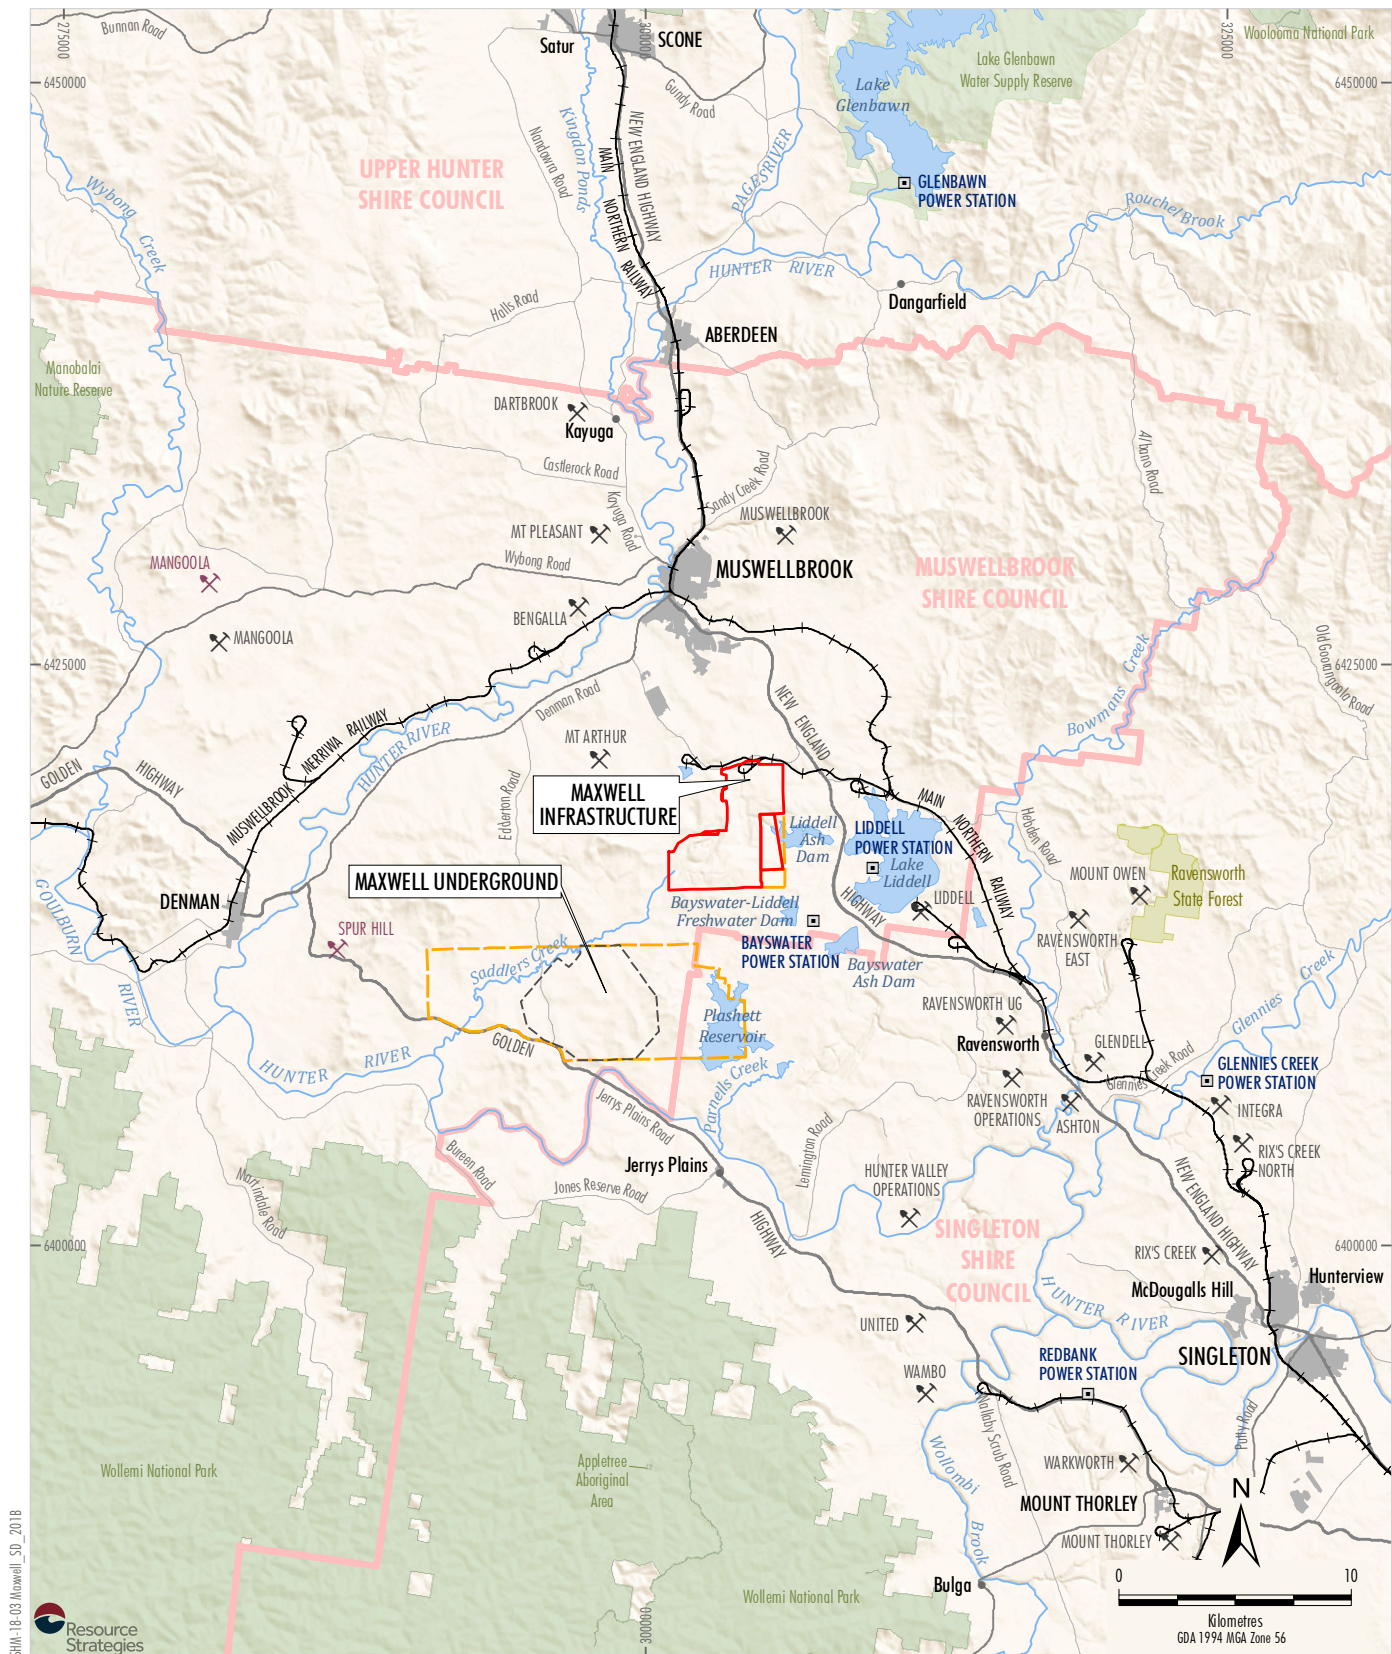 275000
300000
325000
Bunnan Road
Satur
SCONE
Woolooma National Park
6450000
6450000
Lake Glenbawn
Water Supply Reserve
Lake
Glenbawn
Gundy Road
Kingdon Ponds
Nandowra Road
NEW ENGLAND HIGHWAY
MAIN
NORTHERN
RAILWAY
PAGES RIVER
UPPER HUNTER
SHIRE COUNCIL
Wybong
Creek
GLENBAWN
POWER STATION
Rouchel Brook
HUNTER RIVER
Dangarfield
Halls Road
ABERDEEN
Manobalai
Nature Reserve
DARTBROOK
Kayuga
Castlerock Road
Kayuga Road
Sandy Creek Road
Albano Road
MT PLEASANT
MUSWELLBROOK
Wybong Road
MANGOOLA
MUSWELLBROOK
MUSWELLBROOK
SHIRE COUNCIL
BENGALLA
MANGOOLA
6425000
6425000
Old Goorangoola Road
Bowmans Creek
Denman Road
NEW ENGLAND
HIGHWAY
MUSWELLBROOK MERRIWA RAILWAY
HUNTER RIVER
GOLDEN
HIGHWAY
MT ARTHUR
Edderton Road
MAXWELL
INFRASTRUCTURE
MAIN
NORTHERN
RAILWAY
Hebden Road
Liddell
Ash
Dam
LIDDELL
POWER STATION
Lake
Liddell
MAXWELL UNDERGROUND
MOUNT OWEN
Ravensworth
State Forest
GOULBURN
RIVER
DENMAN
Bayswater-Liddell
Freshwater Dam
LIDDELL
SPUR HILL
Saddlers Creek
BAYSWATER
POWER STATION
Bayswater
Ash Dam
RAVENSWORTH
EAST
Glennies Creek
RAVENSWORTH UG
Plashett
Reservoir
GOLDEN
Ravensworth
GLENDELL
Glennies Creek Road
GLENNIES CREEK
POWER STATION
HUNTER RIVER
Parnells Creek
Jerrys Plains Road
RAVENSWORTH
OPERATIONS
ASHTON
INTEGRA
Bureen Road
Lemington Road
RIX'S CREEK
NORTH
Jerrys Plains
Martindale Road
Jones Reserve Road
HUNTER VALLEY
OPERATIONS
NEW ENGLAND HIGHWAY
HIGHWAY
SINGLETON
SHIRE
COUNCIL
6400000
6400000
RIX'S CREEK
McDougalls Hill
Hunterview
HUNTER RIVER
UNITED
REDBANK
POWER STATION
SINGLETON
WAMBO
Wallaby Scrub Road
Putty Road
Wollombi
Brook
Wollemi National Park
Appletree
Aboriginal
Area
WARKWORTH
N
MOUNT THORLEY
MOUNT THORLEY
Bulga
Wollemi National Park
0
10
Kilometres
GDA 1994 MGA Zone 56
SHM-18-03 Maxwell_SD_201B
Resource
Strategies
300000